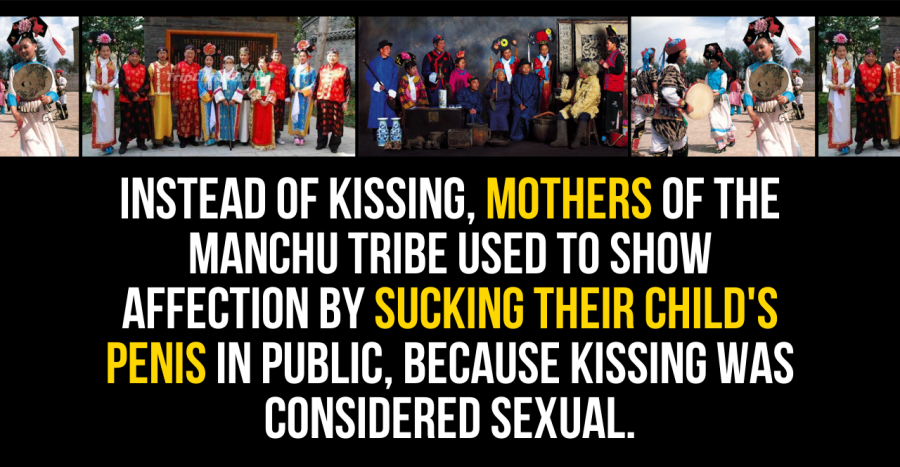 INSTEAD OF KISSING, MOTHERS OF THE
MANCHU TRIBE USED TO SHOW
AFFECTION BY SUCKING THEIR CHILD'S
PENIS IN PUBLIC, BECAUSE KISSING WAS
CONSIDERED SEXUAL.